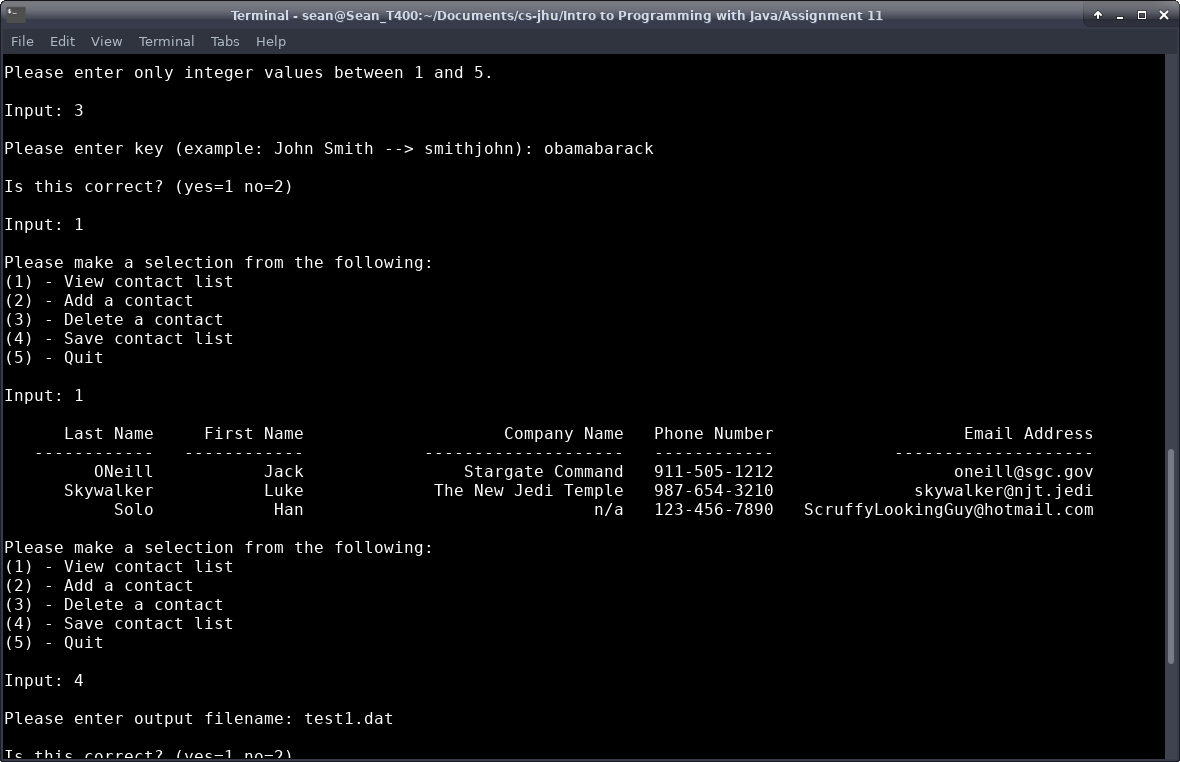 Terminal - sean@Sean_T400:~/Documents/cs-jhu/Intro to Programming with Java/Assignment 11
File Edit View Terminal Tabs Help
Please enter only integer values between 1 and 5.
Input: 3
Please enter key (example: John Smith --> smithjohn): obamabarack
Is this correct? (yes=1 no=2)
Input: 1
Please make a selection from the following:
(1) - View contact list
(2) - Add a contact
(3) - Delete a contact
(4) - Save contact list
(5) - Quit
Input: 1
Last Name     First Name                    Company Name   Phone Number                   Email Address
------------   ------------            --------------------   ------------            --------------------
ONeill           Jack                Stargate Command   911-505-1212                  oneill@sgc.gov
Skywalker           Luke             The New Jedi Temple   987-654-3210              skywalker@njt.jedi
Solo            Han                             n/a   123-456-7890   ScruffyLookingGuy@hotmail.com
Please make a selection from the following:
(1) - View contact list
(2) - Add a contact
(3) - Delete a contact
(4) - Save contact list
(5) - Quit
Input: 4
Please enter output filename: test1.dat
Is this correct? (yes=1 no=2)